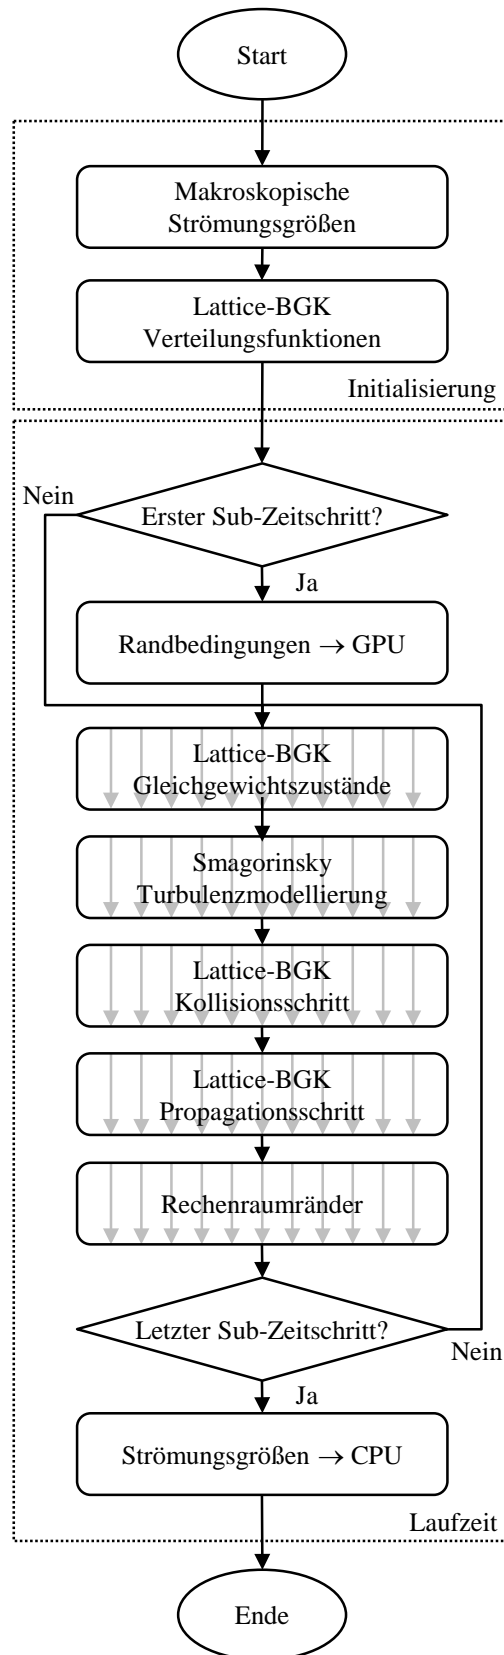 Start
Makroskopische
Strömungsgrößen
Lattice-BGK
Verteilungsfunktionen
Initialisierung
Nein
Erster Sub-Zeitschritt?
Ja
Randbedingungen → GPU
Lattice-BGK
Gleichgewichtszustände
Smagorinsky
Turbulenzmodellierung
Lattice-BGK
Kollisionsschritt
Lattice-BGK
Propagationsschritt
Rechenraumränder
Letzter Sub-Zeitschritt?
Nein
Ja
Strömungsgrößen → CPU
Laufzeit
Ende